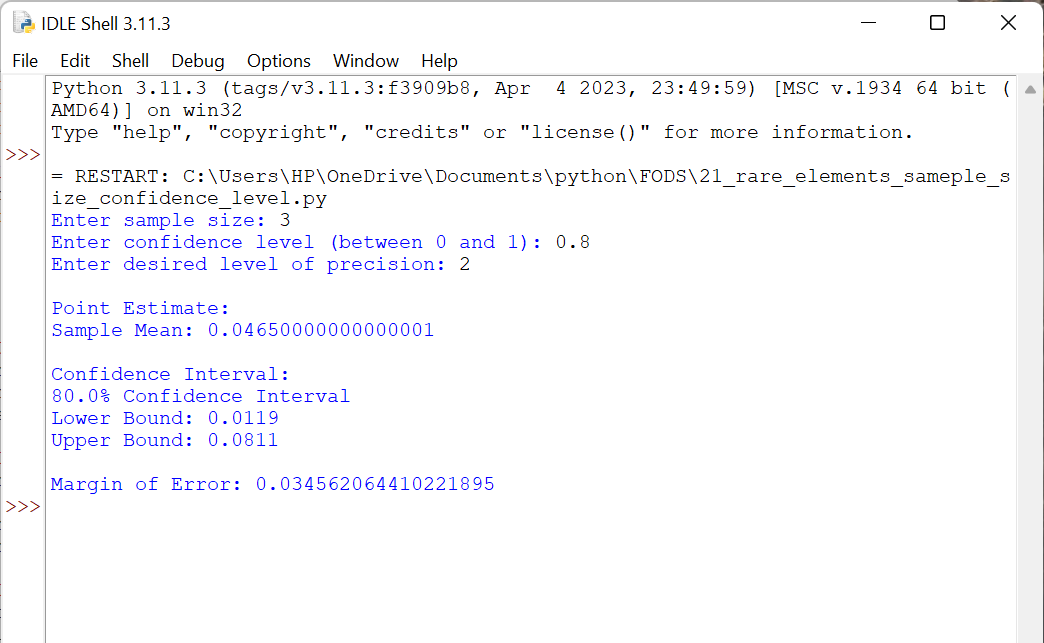 IDLE Shell 3.11.3
File Edit Shell Debug Options Window Help
Python 3.11.3 (tags/v3.11.3:f3909b8, Apr  4 2023, 23:49:59) [MSC v.1934 64 bit (
AMD64)] on win32
Type "help", "copyright", "credits" or "license()" for more information.
>>>
= RESTART: C:\Users\HP\OneDrive\Documents\python\FODS\21_rare_elements_sameple_s
ize_confidence_level.py
Enter sample size: 3
Enter confidence level (between 0 and 1): 0.8
Enter desired level of precision: 2
Point Estimate:
Sample Mean: 0.04650000000000001
Confidence Interval:
80.0% Confidence Interval
Lower Bound: 0.0119
Upper Bound: 0.0811
Margin of Error: 0.034562064410221895
>>>